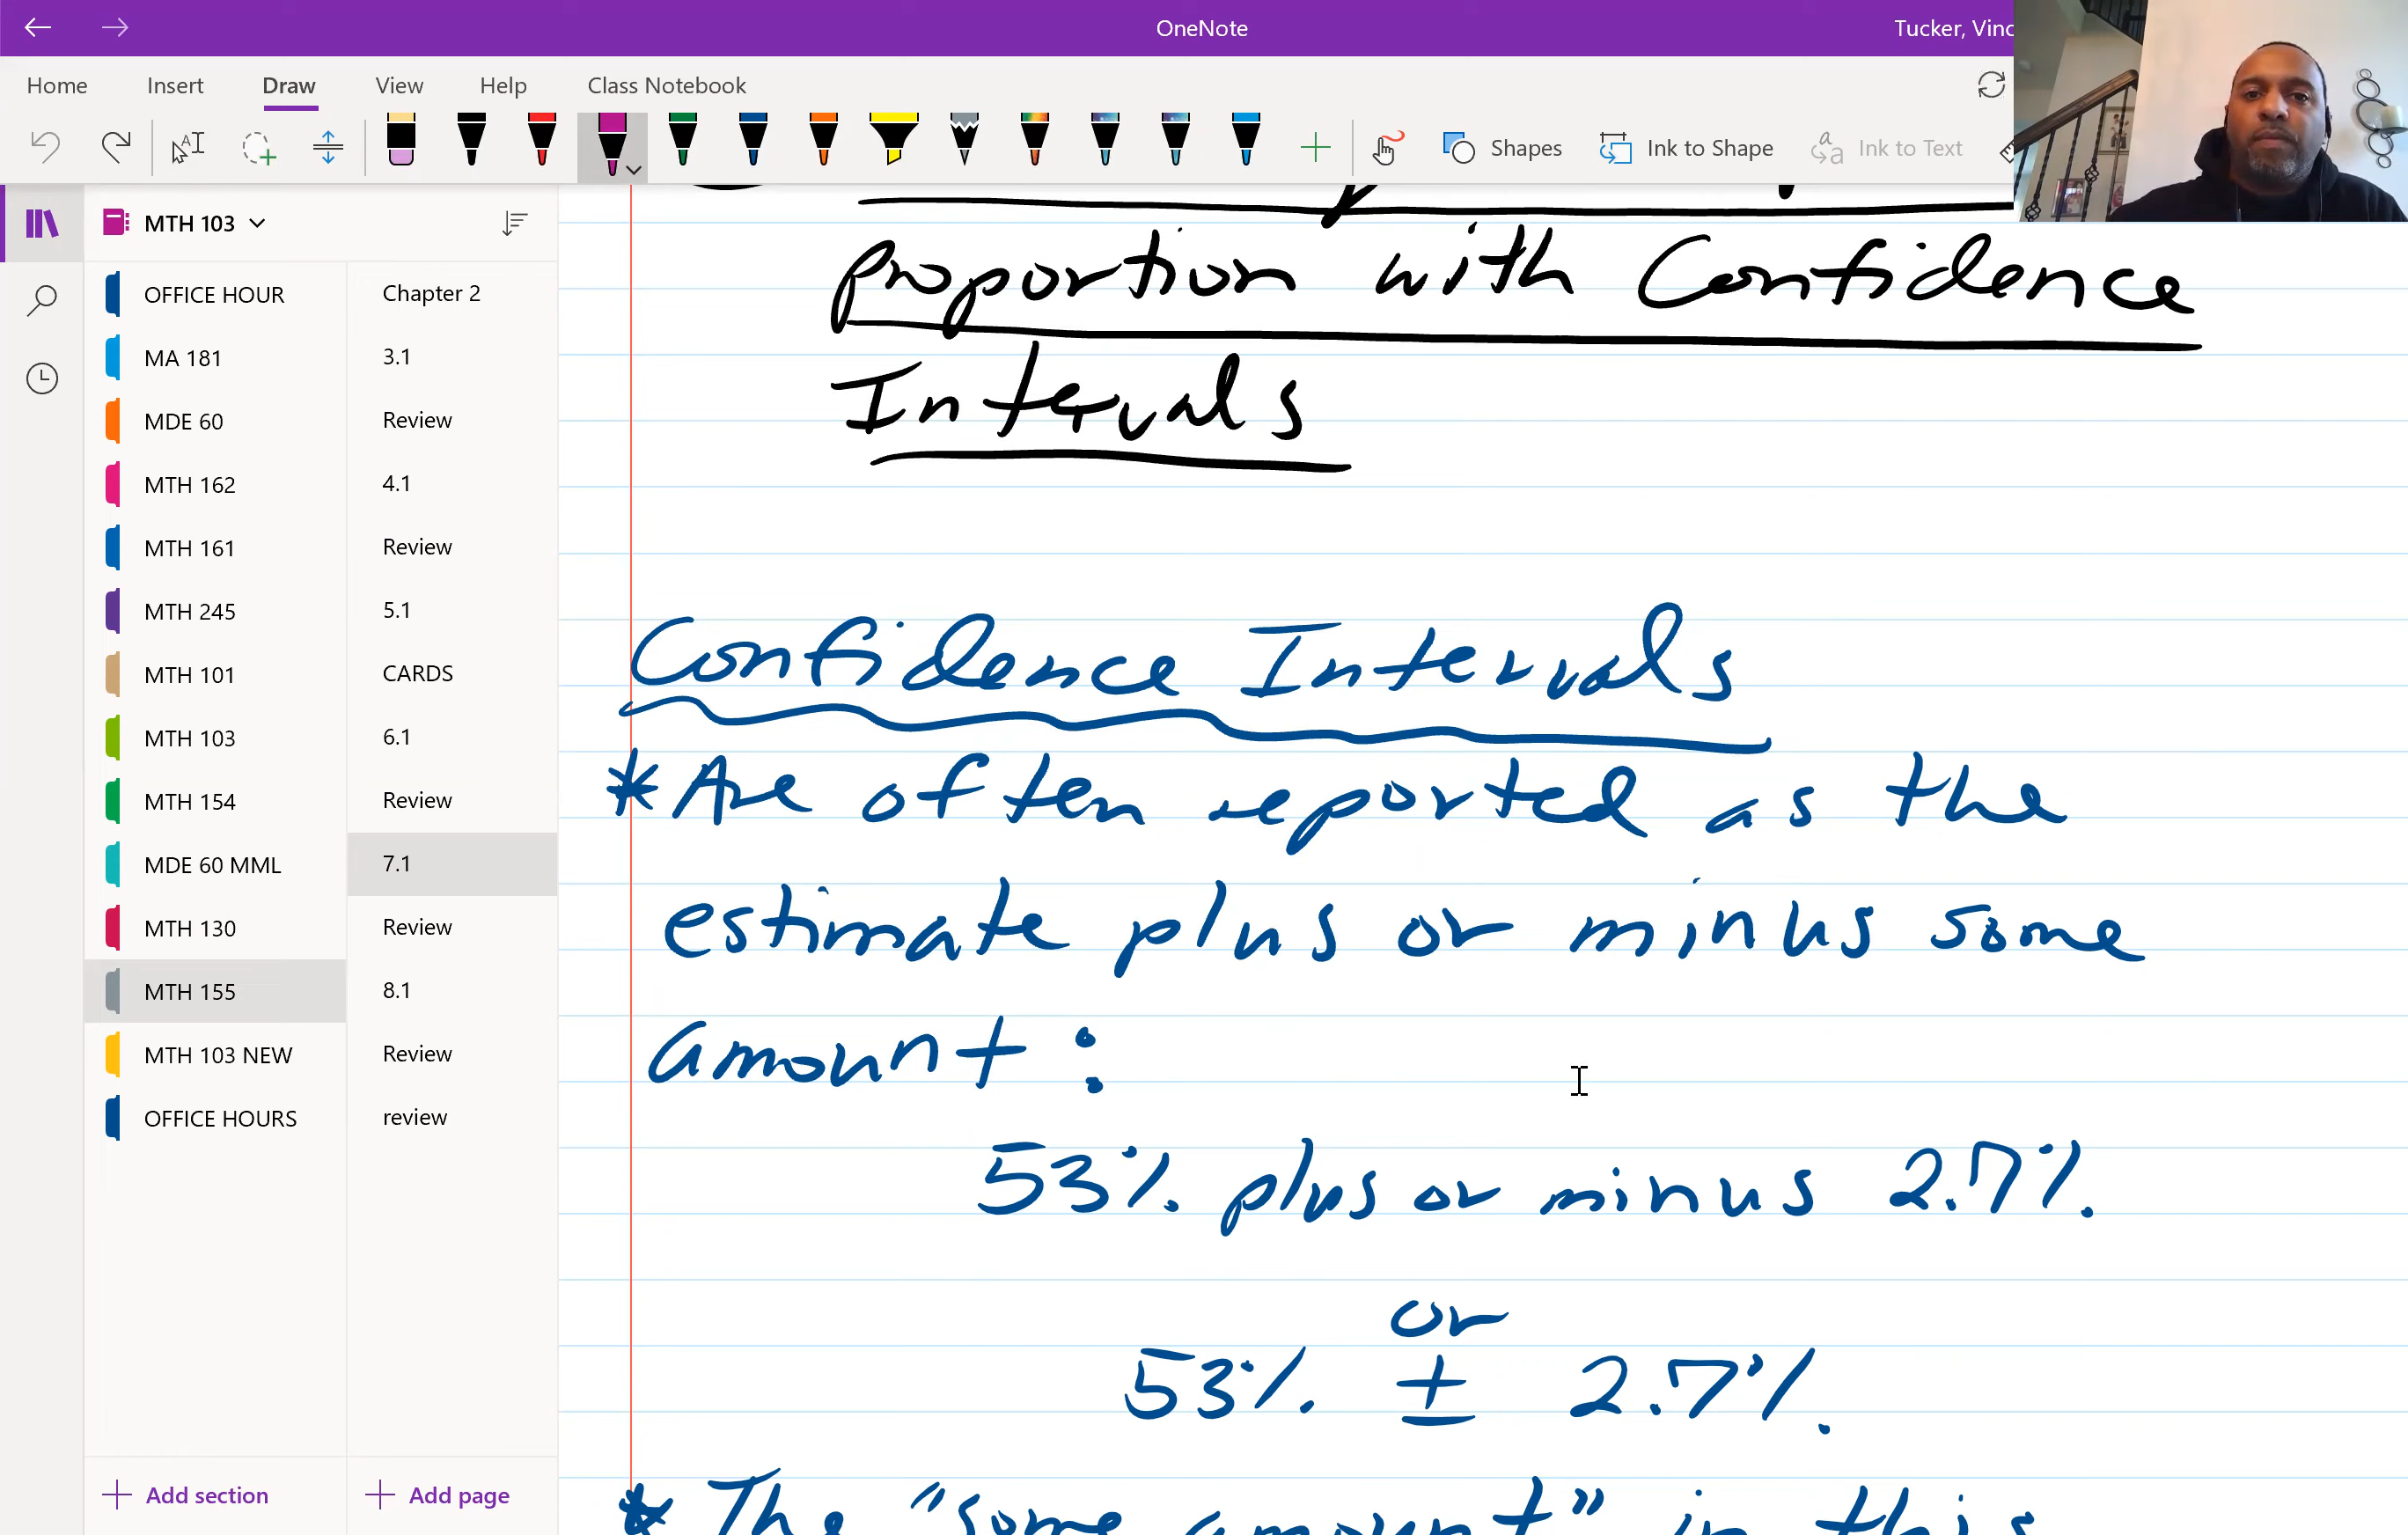 OneNote
Tucker, Vinc
Home Insert Draw View Help Class Notebook
Shapes Ink to Shape Ink to Text
MTH 103
OFFICE HOUR
MA 181
MDE 60
MTH 162
MTH 161
MTH 245
MTH 101
MTH 103
MTH 154
MDE 60 MML
MTH 130
MTH 155
MTH 103 NEW
OFFICE HOURS
Add section
Chapter 2
3.1
Review
4.1
Review
5.1
CARDS
6.1
Review
7.1
Review
8.1
Review
review
Add page
proportion with Confidence
Intervals
Confidence Intervals
* Are often reported as the
estimate plus or minus some
amount :
53% plus or minus 2.7%
or
53% ± 2.7%.
* The "some amount" in this